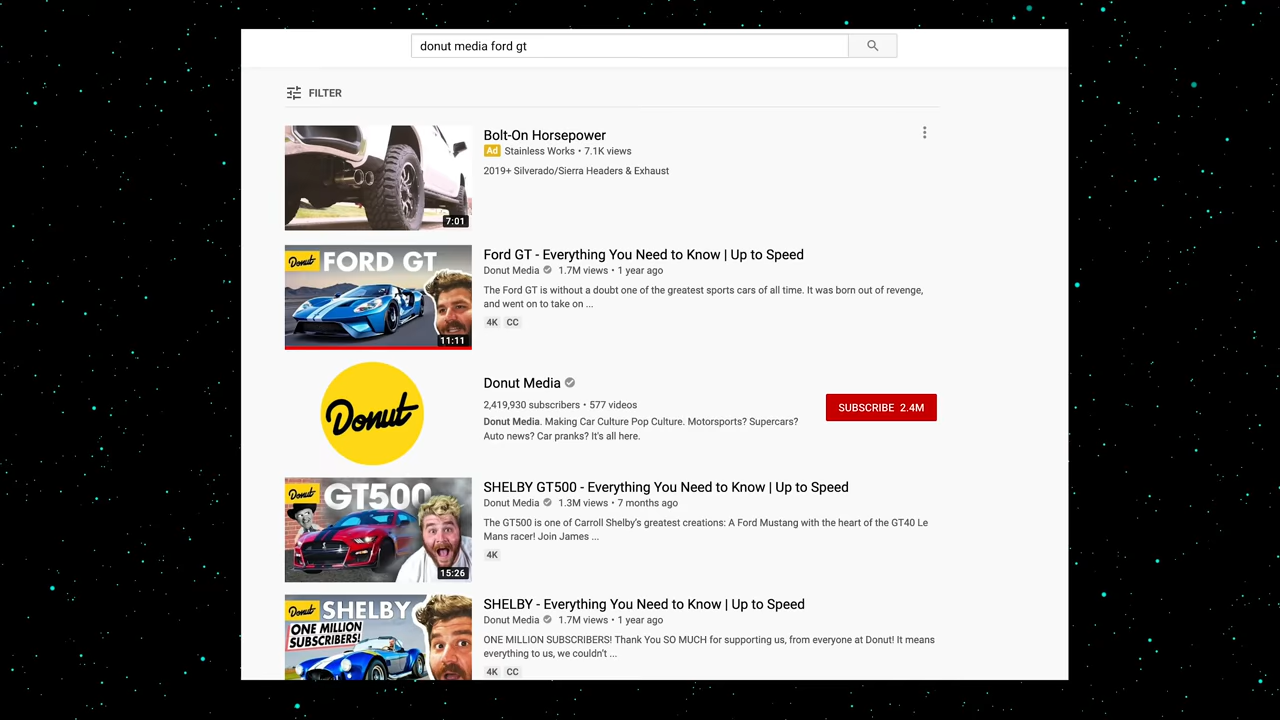 donut media ford gt
FILTER
Bolt-On Horsepower
Ad Stainless Works • 7.1K views
2019+ Silverado/Sierra Headers & Exhaust
7:01
Donut FORD GT
11:11
Ford GT - Everything You Need to Know | Up to Speed
Donut Media 1.7M views • 1 year ago
The Ford GT is without a doubt one of the greatest sports cars of all time. It was born out of revenge,
and went on to take on ...
4K CC
Donut
Donut Media
2,419,930 subscribers • 577 videos
Donut Media. Making Car Culture Pop Culture. Motorsports? Supercars?
Auto news? Car pranks? It's all here.
SUBSCRIBE 2.4M
Donut GT500
15:26
SHELBY GT500 - Everything You Need to Know | Up to Speed
Donut Media 1.3M views • 7 months ago
The GT500 is one of Carroll Shelby's greatest creations: A Ford Mustang with the heart of the GT40 Le
Mans racer! Join James ...
4K
Donut SHELBY
ONE MILLION
SUBSCRIBERS!
SHELBY - Everything You Need to Know | Up to Speed
Donut Media 1.7M views • 1 year ago
ONE MILLION SUBSCRIBERS! Thank You SO MUCH for supporting us, from everyone at Donut! It means
everything to us, we couldn't ...
4K CC